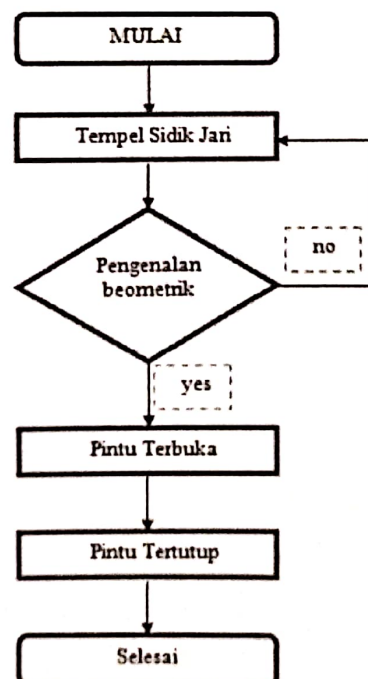 MULAI
Tempel Sidik Jari
Pengenalan
beometrik
no
yes
Pintu Terbuka
Pintu Tertutup
Selesai